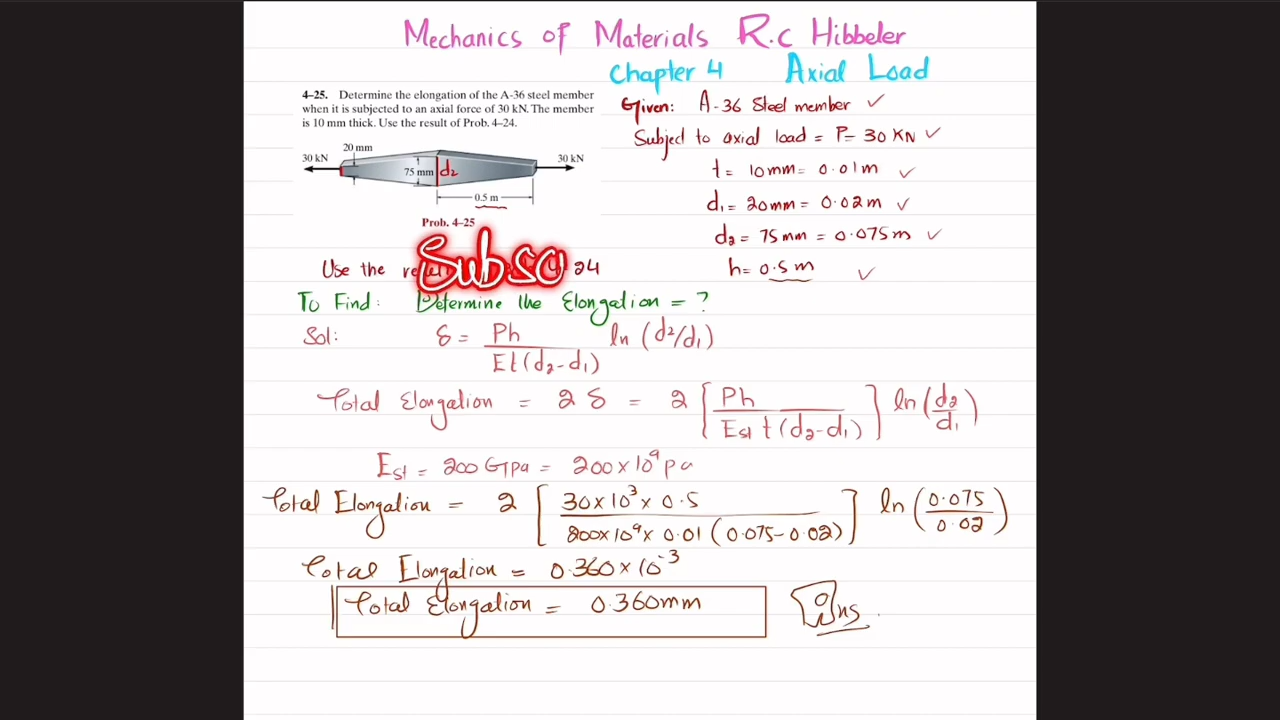 Mechanics of Materials R.c Hibbeler
Chapter 4 Axial Load
4–25. Determine the elongation of the A-36 steel member
when it is subjected to an axial force of 30 kN. The member
is 10 mm thick. Use the result of Prob. 4–24.
20 mm
30 kN
30 kN
75 mm d2
0.5 m
Prob. 4–25
Given: A-36 Steel member ✓
Subject to axial load = P= 30 KN ✓
t = 10mm = 0.01m ✓
d1 = 20mm = 0.02m ✓
d2 = 75mm = 0.075m ✓
h = 0.5 m ✓
Use the 24
Subsc
To Find: Determine the Elongation = ?
Sol: δ = Ph / Et(d2-d1) ln (d2/d1)
Total Elongation = 2 δ = 2 [ Ph / Est t(d2-d1) ] ln (d2/d1)
Est = 200 GTpa = 200×10⁹ pa
Total Elongation = 2 [ 30×10³ × 0.5 / 200×10⁹ × 0.01 (0.075-0.02) ] ln (0.075/0.02)
Total Elongation = 0.360×10⁻³
Total Elongation = 0.360mm Ans